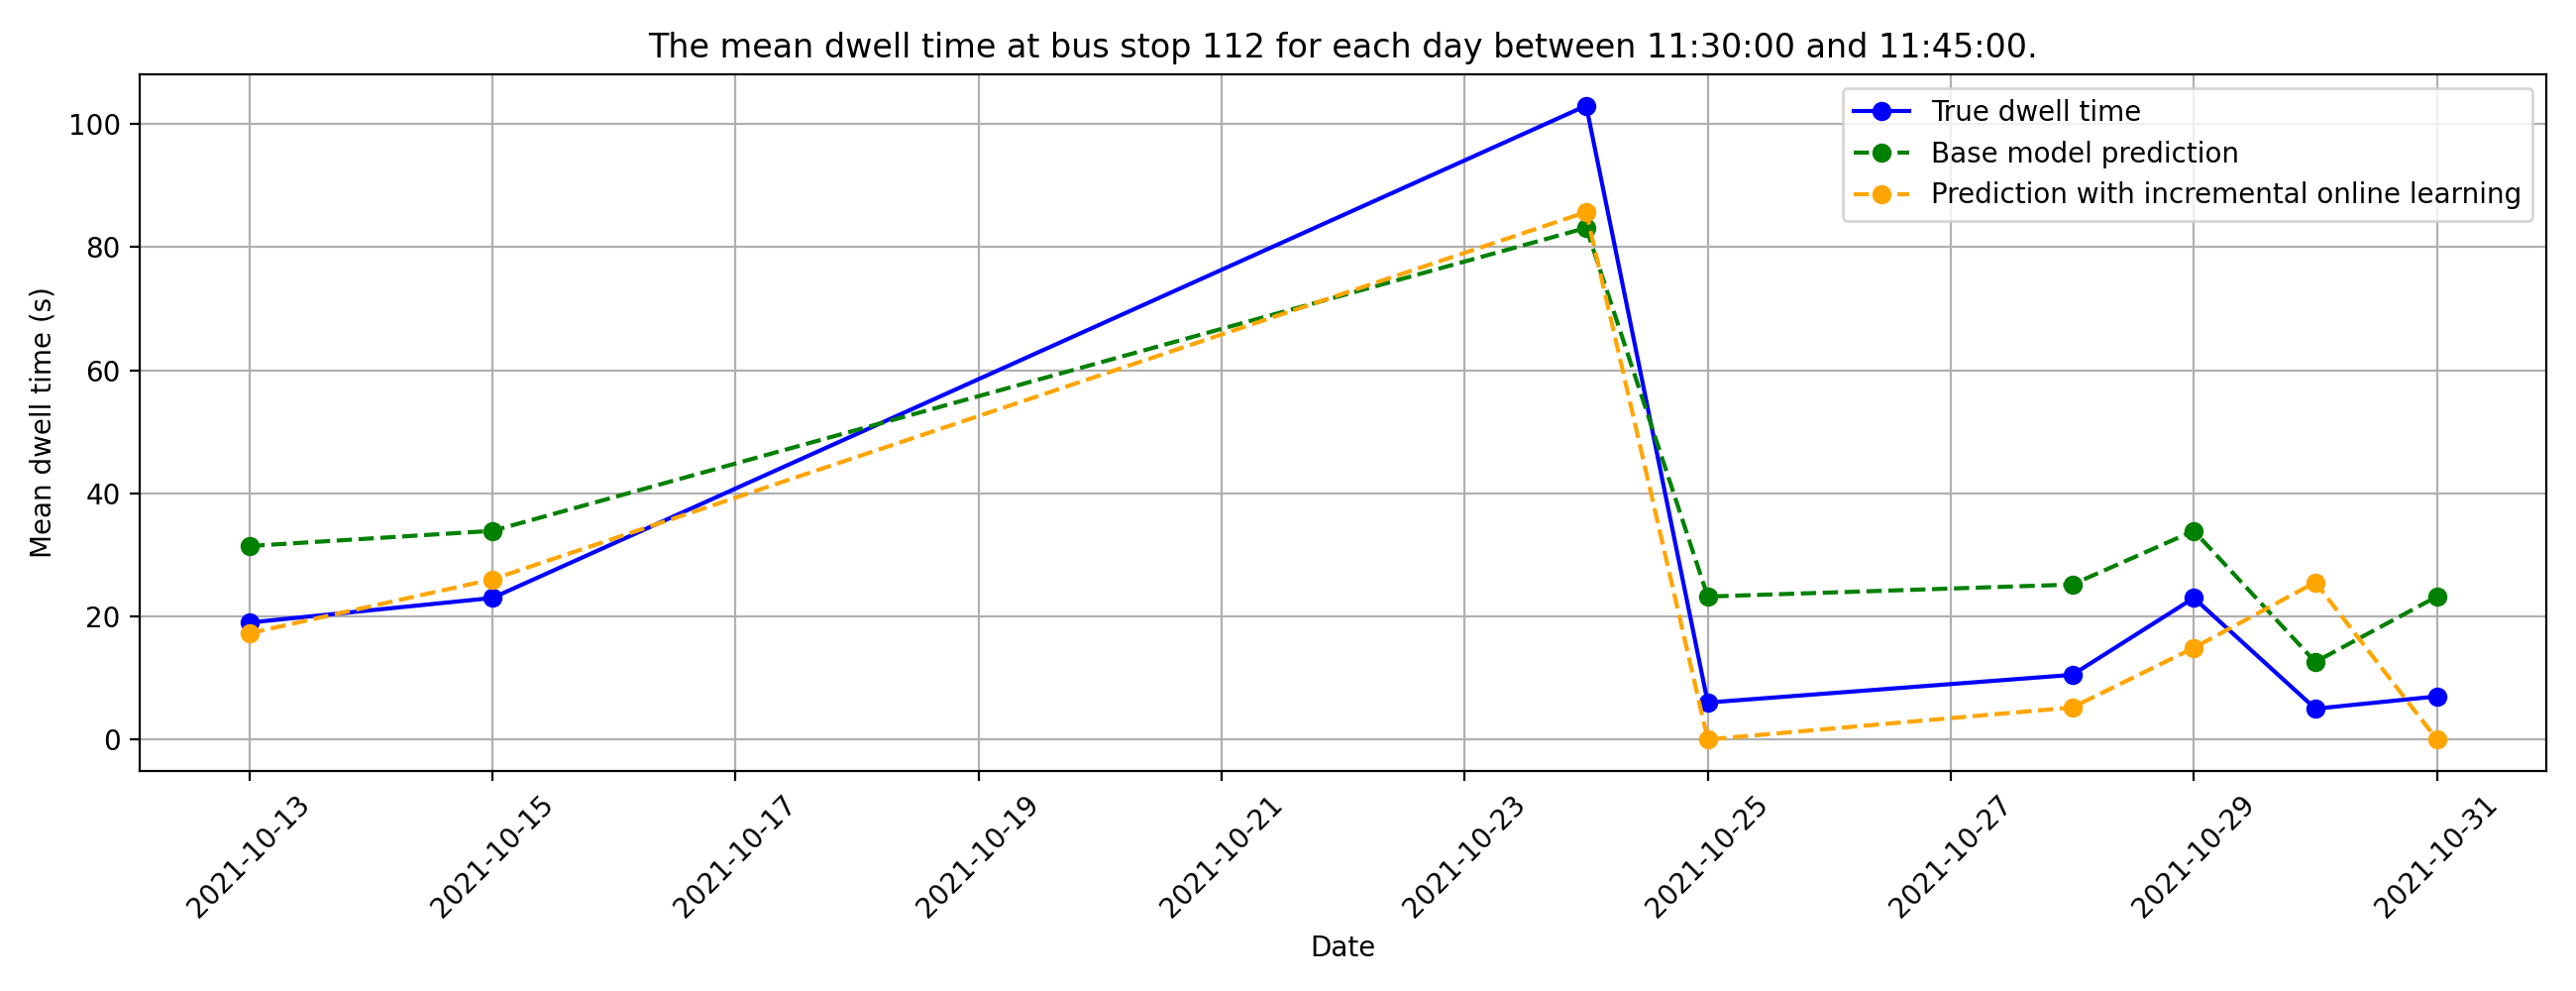 The mean dwell time at bus stop 112 for each day between 11:30:00 and 11:45:00.
True dwell time
Base model prediction
Prediction with incremental online learning
Mean dwell time (s)
100
80
60
40
20
0
2021-10-13
2021-10-15
2021-10-17
2021-10-19
2021-10-21
2021-10-23
2021-10-25
2021-10-27
2021-10-29
2021-10-31
Date